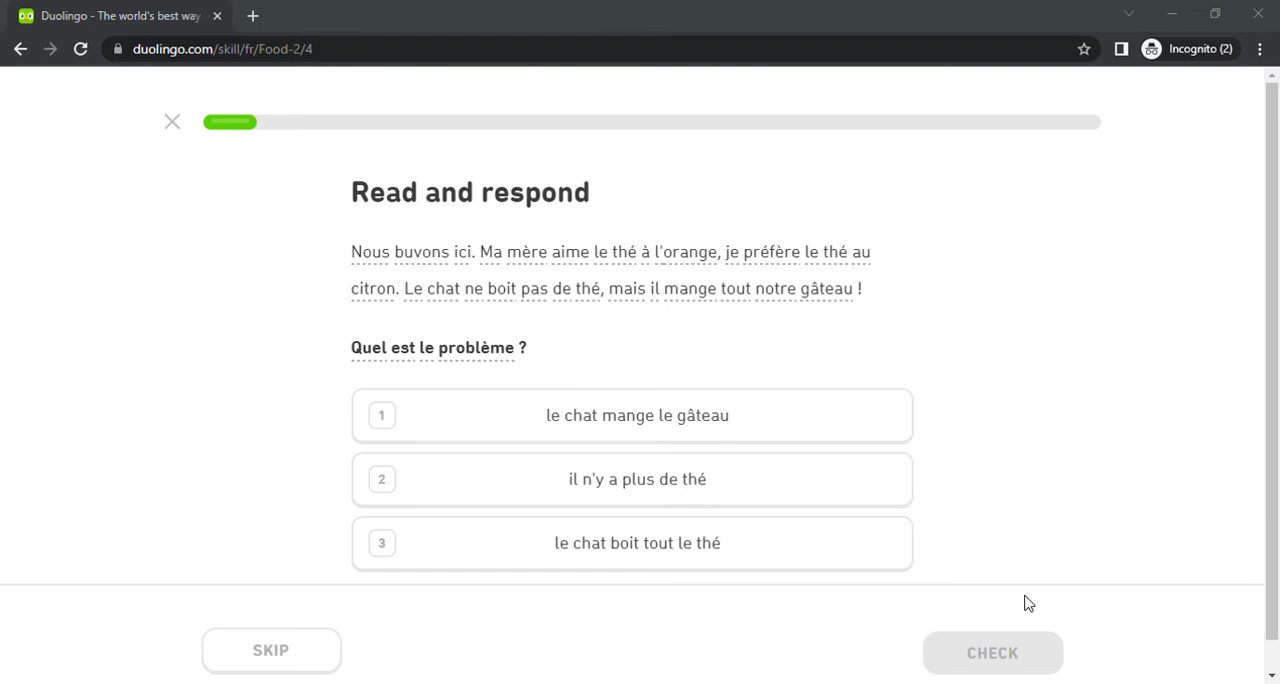 Duolingo - The world's best way
duolingo.com/skill/fr/Food-2/4
Incognito (2)
Read and respond
Nous buvons ici. Ma mère aime le thé à l'orange, je préfère le thé au
citron. Le chat ne boit pas de thé, mais il mange tout notre gâteau !
Quel est le problème ?
1 le chat mange le gâteau
2 il n'y a plus de thé
3 le chat boit tout le thé
SKIP
CHECK